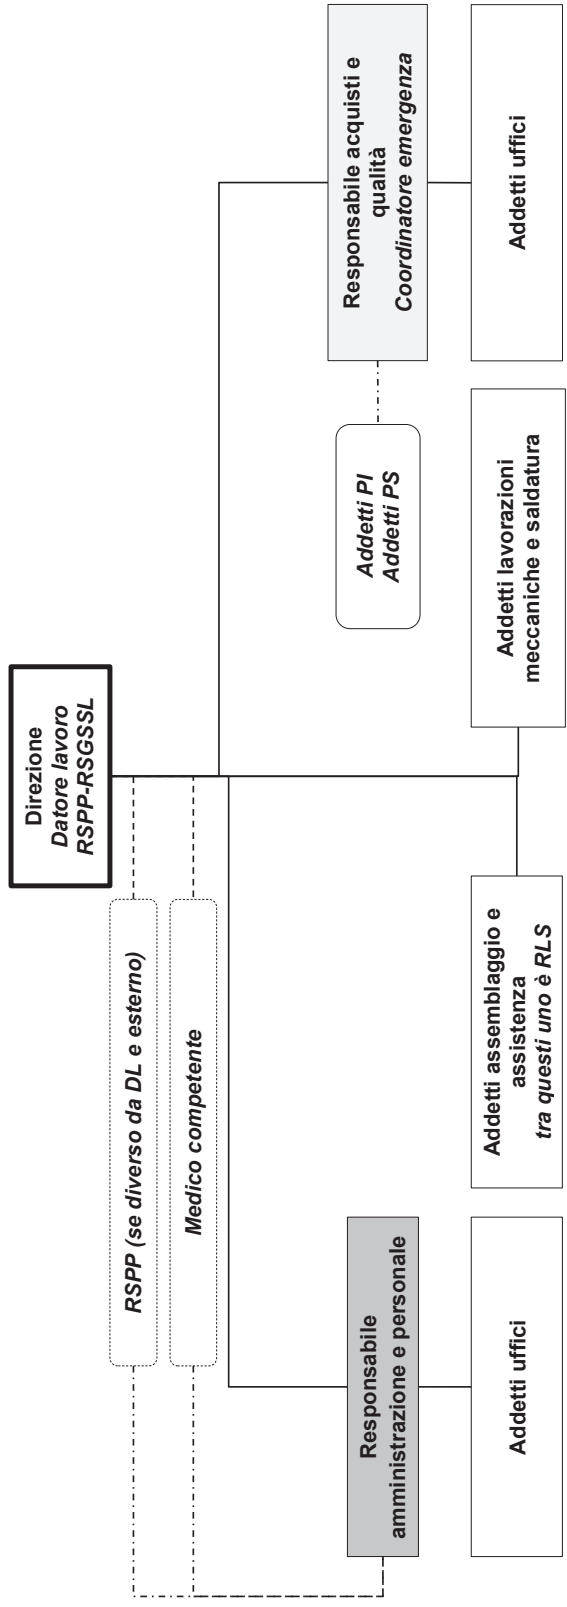 Direzione
Datore lavoro
RSPP-RSGSSL
RSPP (se diverso da DL e esterno)
Medico competente
Responsabile
amministrazione e personale
Responsabile acquisti e
qualità
Coordinatore emergenza
Addetti PI
Addetti PS
Addetti uffici
Addetti assemblaggio e
assistenza
tra questi uno è RLS
Addetti lavorazioni
meccaniche e saldatura
Addetti uffici